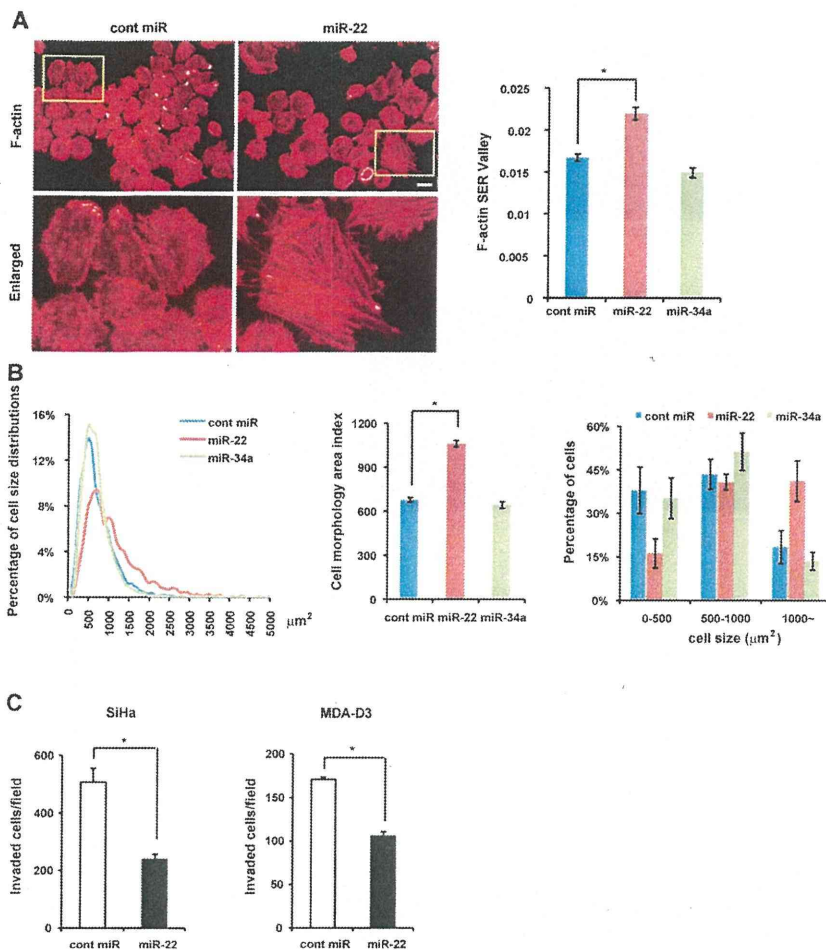 A
cont miR
miR-22
F-actin
Enlarged
F-actin SER Valley
0.025
0.02
0.015
0.01
0.005
0
*
cont miR
miR-22
miR-34a
B
Percentage of cell size distributions
16%
12%
8%
4%
0%
cont miR
miR-22
miR-34a
0
500
1000
1500
2000
2500
3000
3500
4000
4500
5000
μm2
Cell morphology area index
1200
900
600
300
0
*
cont miR
miR-22
miR-34a
Percentage of cells
60%
45%
30%
15%
0%
cont miR
miR-22
miR-34a
0-500
500-1000
1000~
cell size (μm2)
C
SiHa
Invaded cells/field
600
400
200
0
*
cont miR
miR-22
MDA-D3
Invaded cells/field
200
150
100
50
0
*
cont miR
miR-22